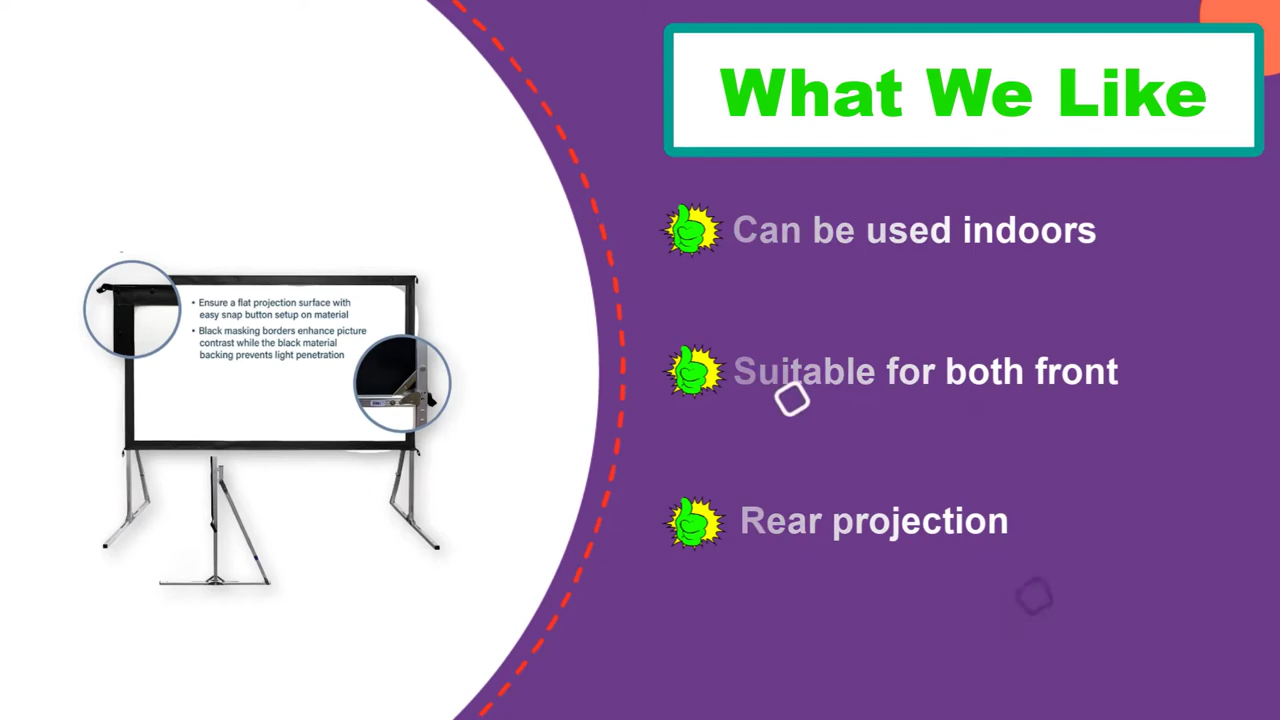 What We Like
Can be used indoors
Suitable for both front
Rear projection
• Ensure a flat projection surface with
easy snap button setup on material
• Black masking borders enhance picture
contrast while the black material
backing prevents light penetration